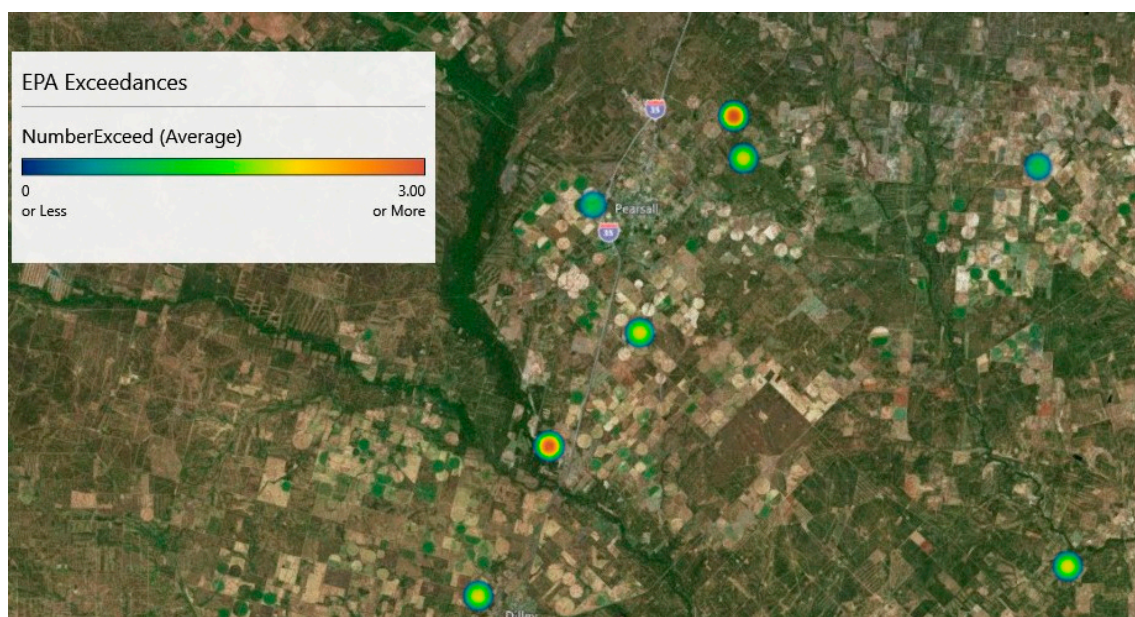 EPA Exceedances
NumberExceed (Average)
0
3.00
or Less
or More
35
Pearsall
35